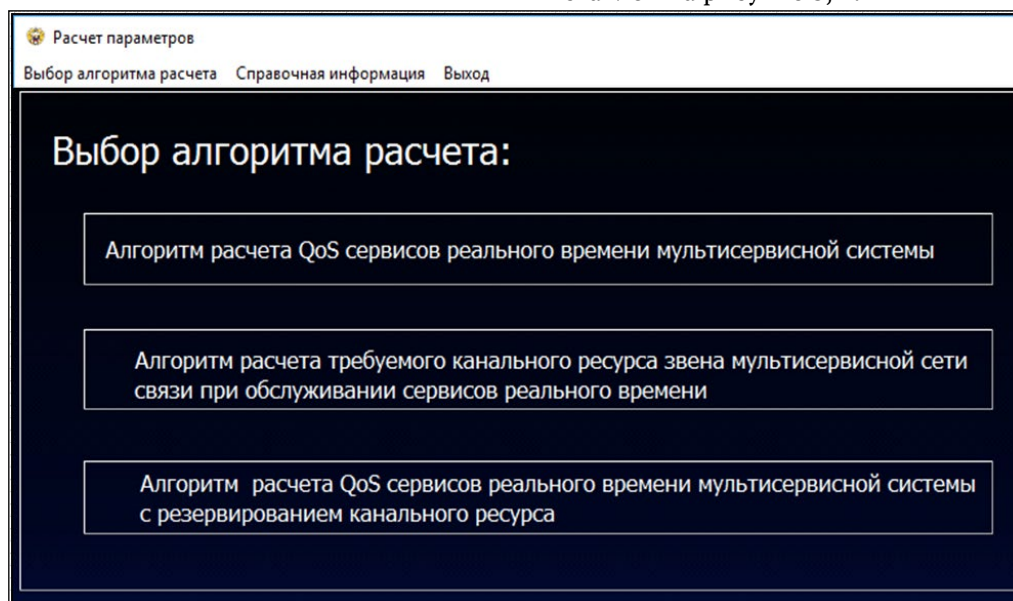 Расчет параметров
Выбор алгоритма расчета Справочная информация Выход
Выбор алгоритма расчета:
Алгоритм расчета QoS сервисов реального времени мультисервисной системы
Алгоритм расчета требуемого канального ресурса звена мультисервисной сети
связи при обслуживании сервисов реального времени
Алгоритм расчета QoS сервисов реального времени мультисервисной системы
с резервированием канального ресурса